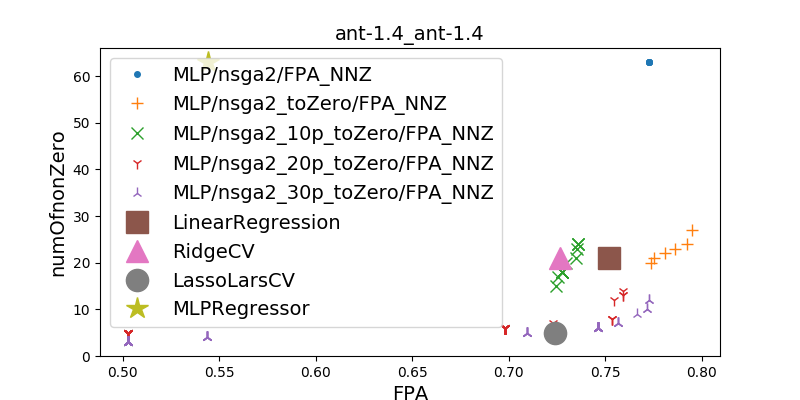 ant-1.4_ant-1.4
numOfnonZero
60
50
40
30
20
10
0
MLP/nsga2/FPA_NNZ
MLP/nsga2_toZero/FPA_NNZ
MLP/nsga2_10p_toZero/FPA_NNZ
MLP/nsga2_20p_toZero/FPA_NNZ
MLP/nsga2_30p_toZero/FPA_NNZ
LinearRegression
RidgeCV
LassoLarsCV
MLPRegressor
0.50 0.55 0.60 0.65 0.70 0.75 0.80
FPA